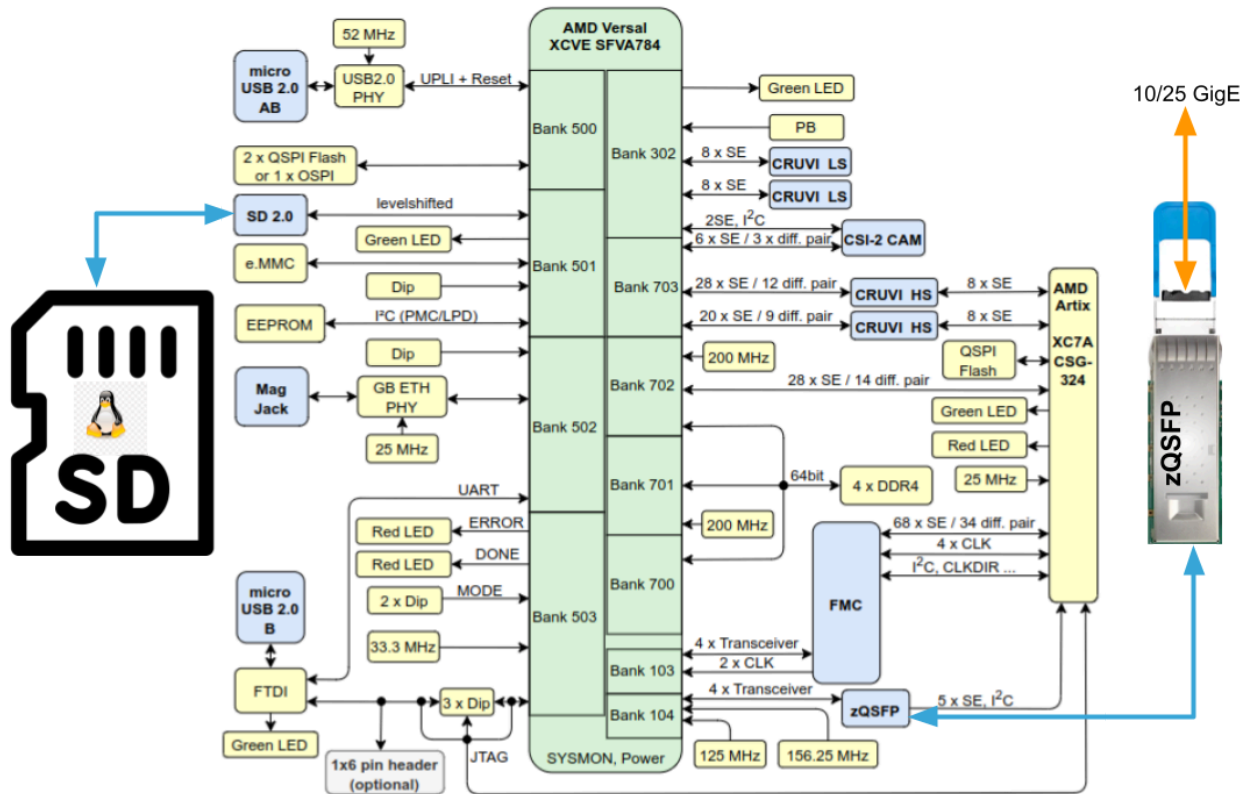 AMD Versal
XCVE SFVA784
52 MHz
micro
USB 2.0
AB
USB2.0
PHY
UPLI + Reset
Bank 500
Bank 302
Green LED
PB
8 x SE
CRUVI LS
8 x SE
CRUVI LS
2 x QSPI Flash
or 1 x OSPI
SD 2.0
levelshifted
Green LED
Bank 501
e.MMC
Dip
EEPROM
I²C (PMC/LPD)
2SE, I²C
6 x SE / 3 x diff. pair
CSI-2 CAM
Bank 703
28 x SE / 12 diff. pair
CRUVI HS
8 x SE
20 x SE / 9 diff. pair
CRUVI HS
8 x SE
AMD
Artix
XC7A
CSG-
324
Dip
Mag
Jack
GB ETH
PHY
25 MHz
Bank 502
Bank 702
200 MHz
28 x SE / 14 diff. pair
QSPI
Flash
Green LED
Red LED
25 MHz
UART
Bank 701
64bit
4 x DDR4
200 MHz
Red LED
ERROR
Red LED
DONE
2 x Dip
MODE
33.3 MHz
Bank 503
Bank 700
68 x SE / 34 diff. pair
4 x CLK
I²C, CLKDIR ...
FMC
micro
USB 2.0
B
FTDI
Green LED
3 x Dip
1x6 pin header
(optional)
JTAG
4 x Transceiver
Bank 103
2 x CLK
4 x Transceiver
zQSFP
5 x SE, I²C
Bank 104
125 MHz
156.25 MHz
SYSMON, Power
SD
10/25 GigE
zQSFP